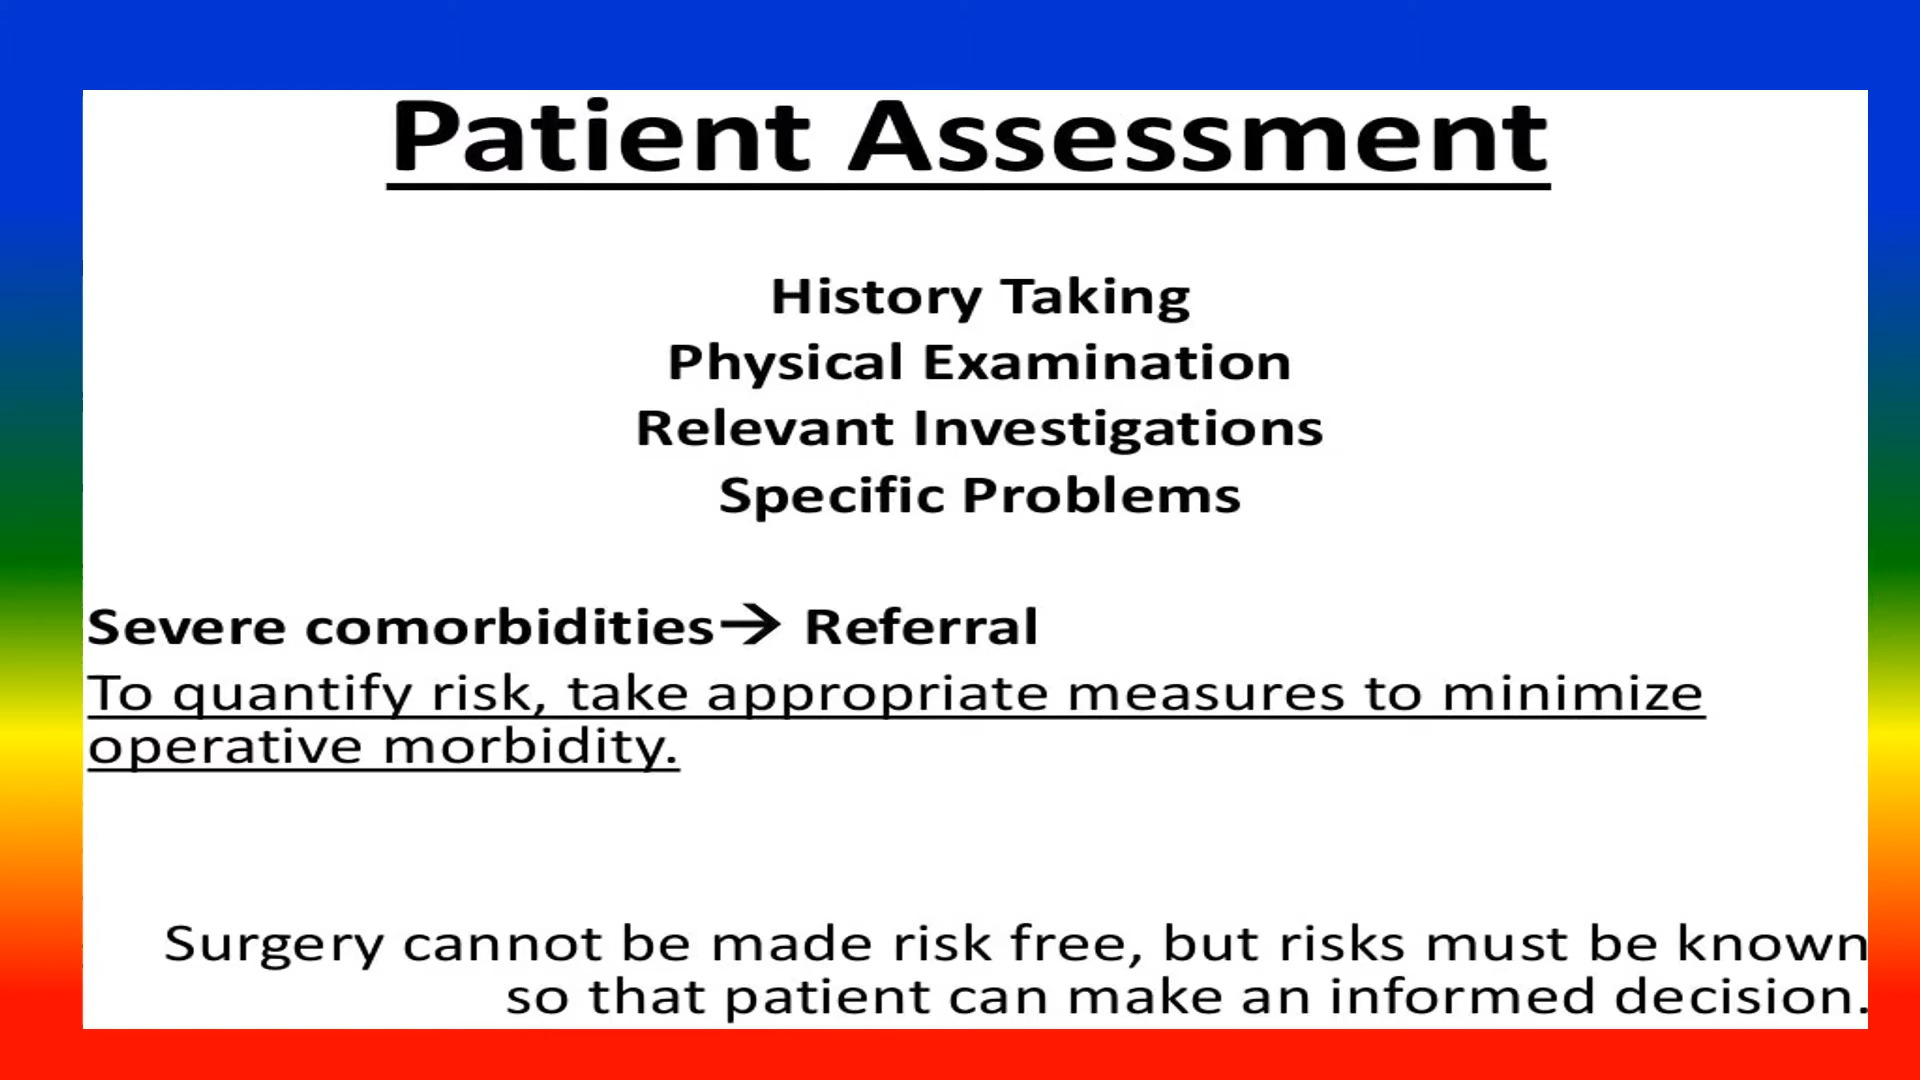 Patient Assessment
History Taking
Physical Examination
Relevant Investigations
Specific Problems
Severe comorbidities→ Referral
To quantify risk, take appropriate measures to minimize
operative morbidity.
Surgery cannot be made risk free, but risks must be known
so that patient can make an informed decision.